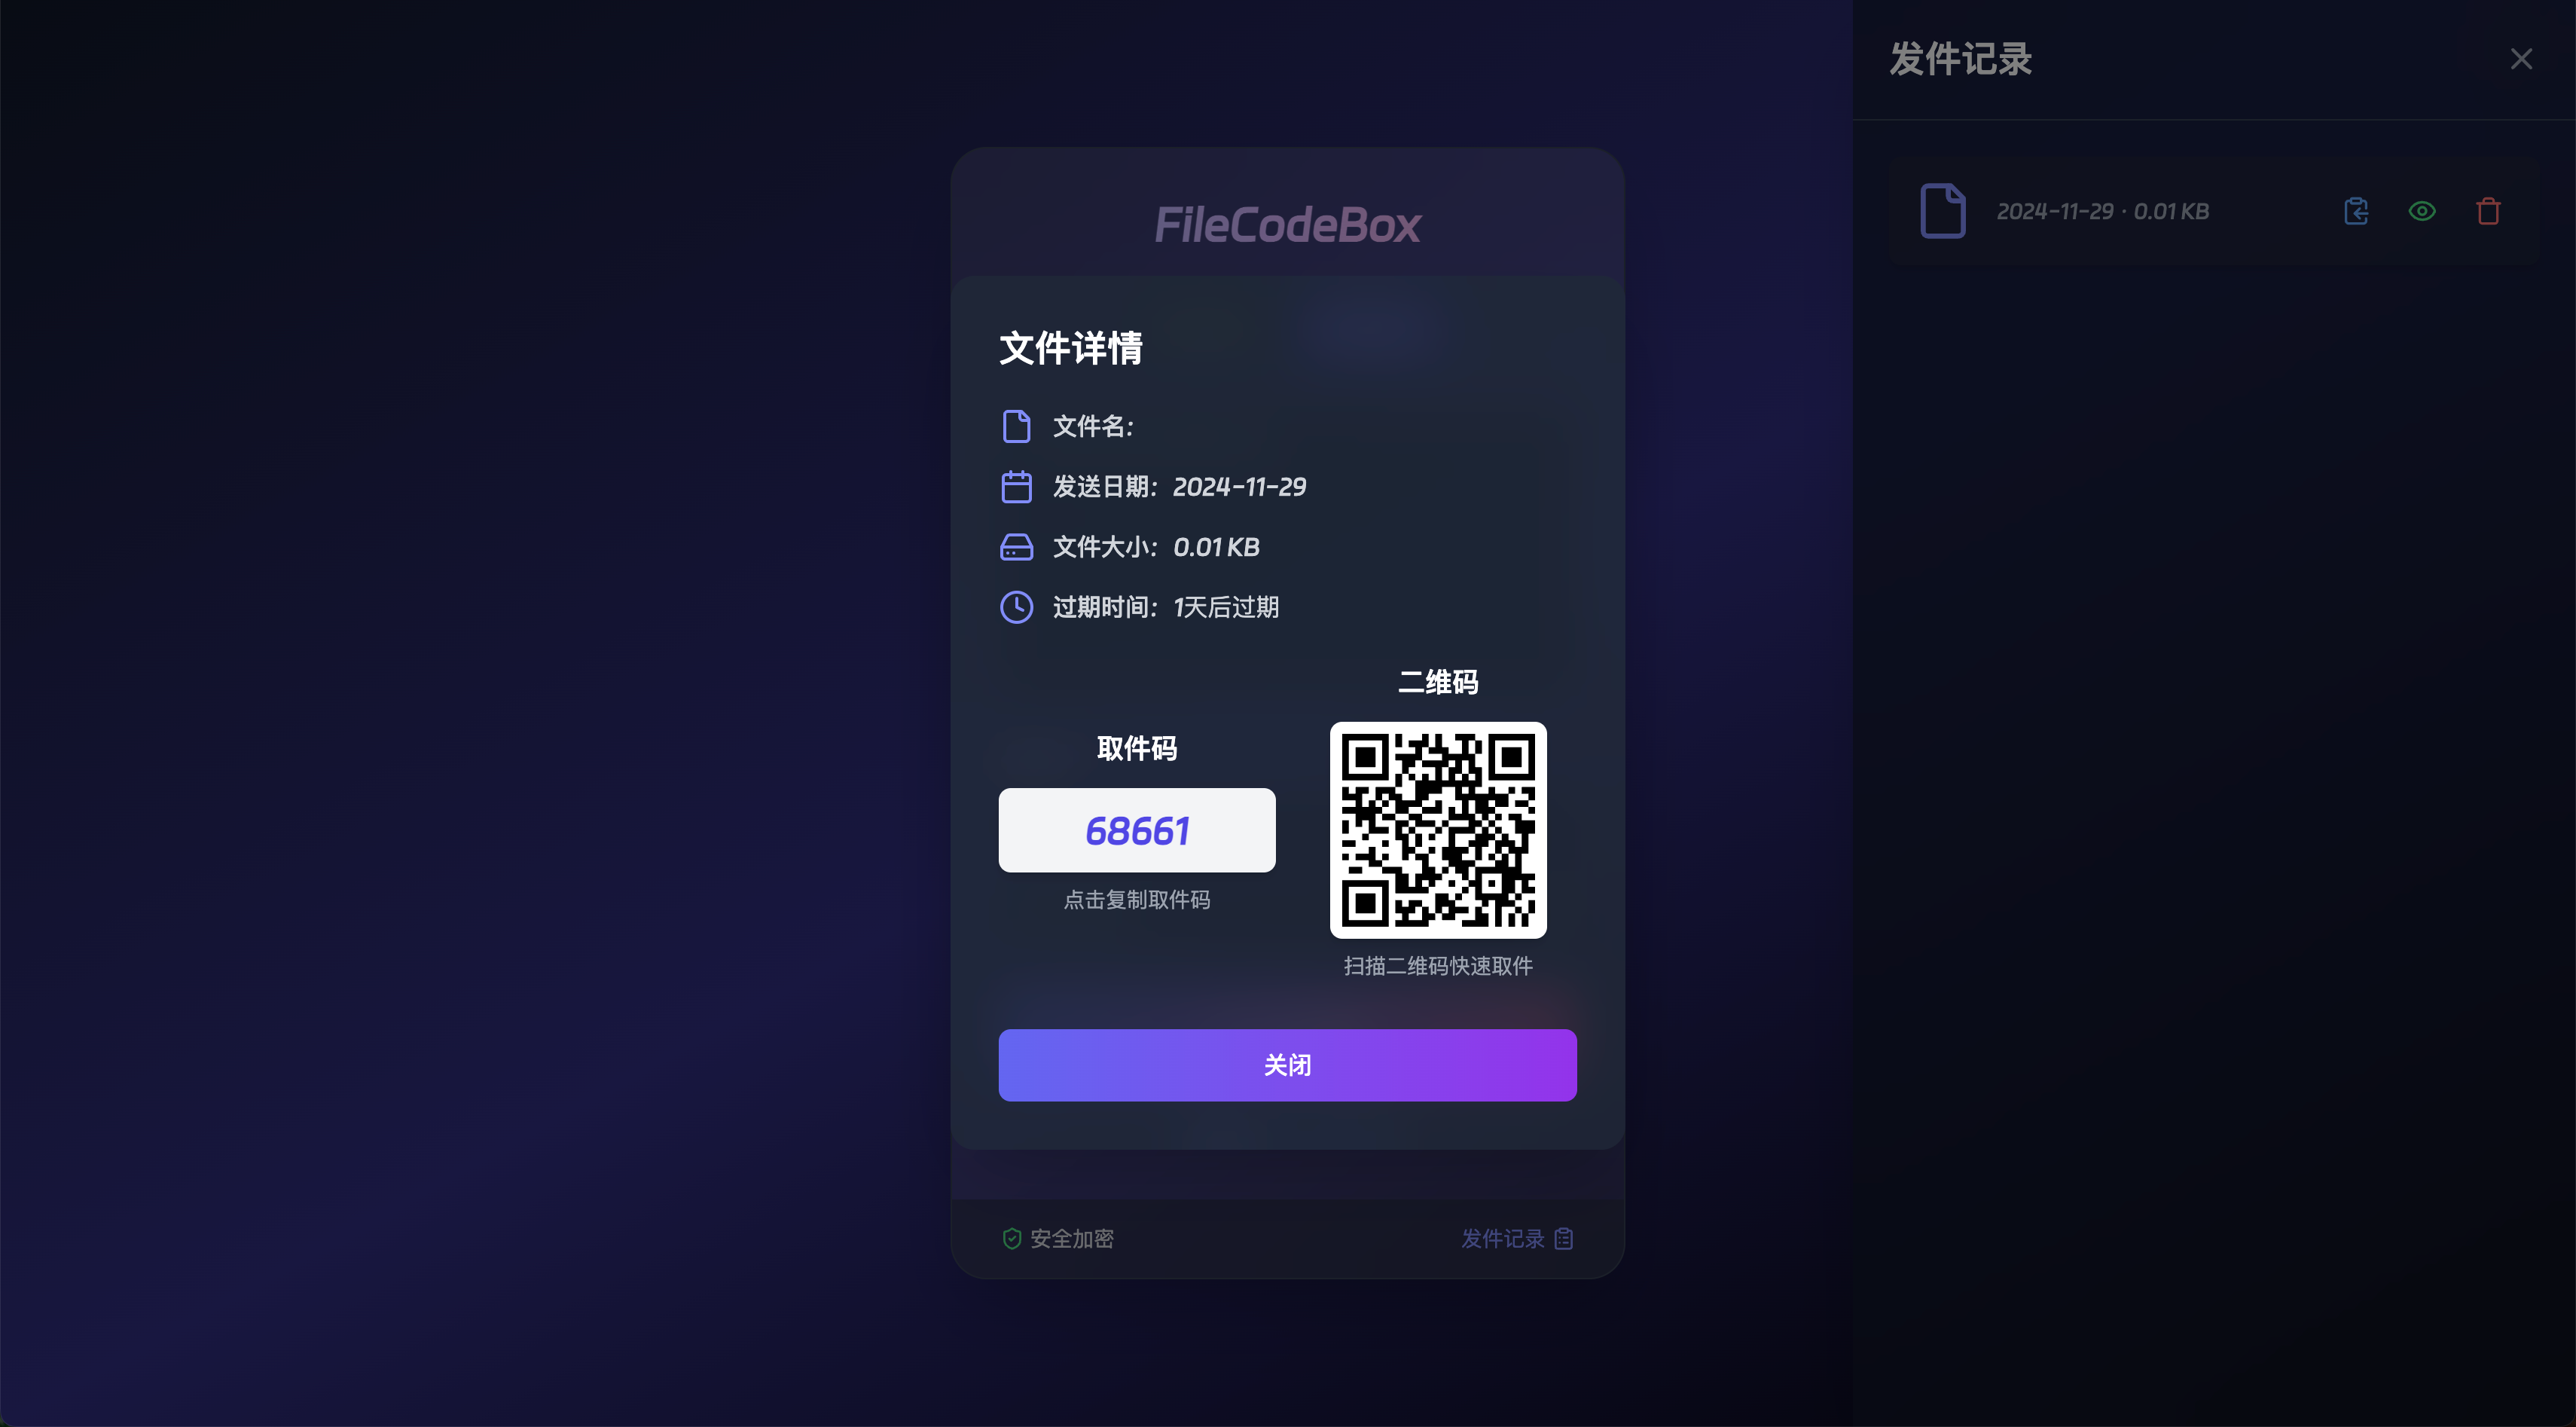 FileCodeBox
文件详情
文件名：
发送日期：2024-11-29
文件大小：0.01 KB
过期时间：1天后过期
取件码
68661
点击复制取件码
二维码
扫描二维码快速取件
关闭
安全加密
发件记录
发件记录
2024-11-29 · 0.01 KB